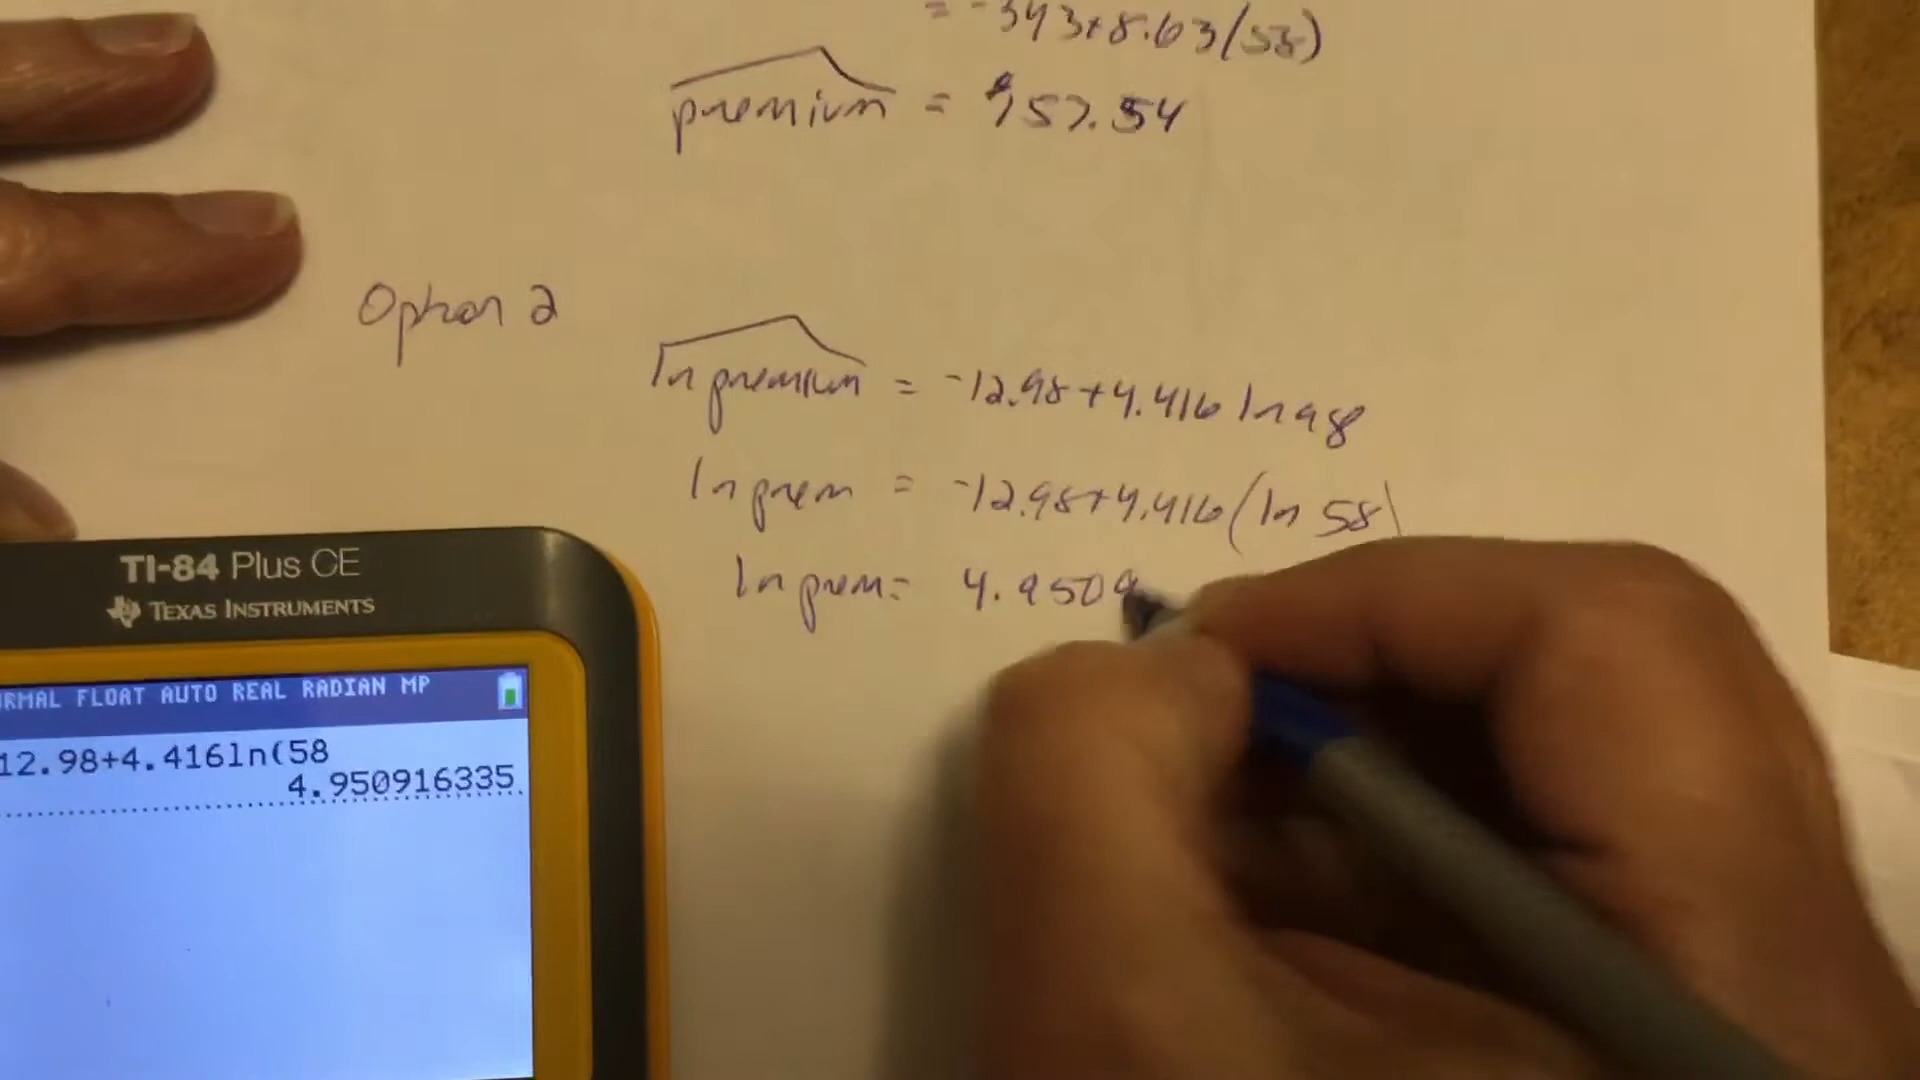 = -343+8.63(58)
premium = $157.54
Option 2
ln premium = -12.98+4.416 ln age
ln prem = -12.98+4.416(ln 58)
ln prem = 4.9509
TI-84 Plus CE
TEXAS INSTRUMENTS
RMAL FLOAT AUTO REAL RADIAN MP
12.98+4.416ln(58
4.950916335